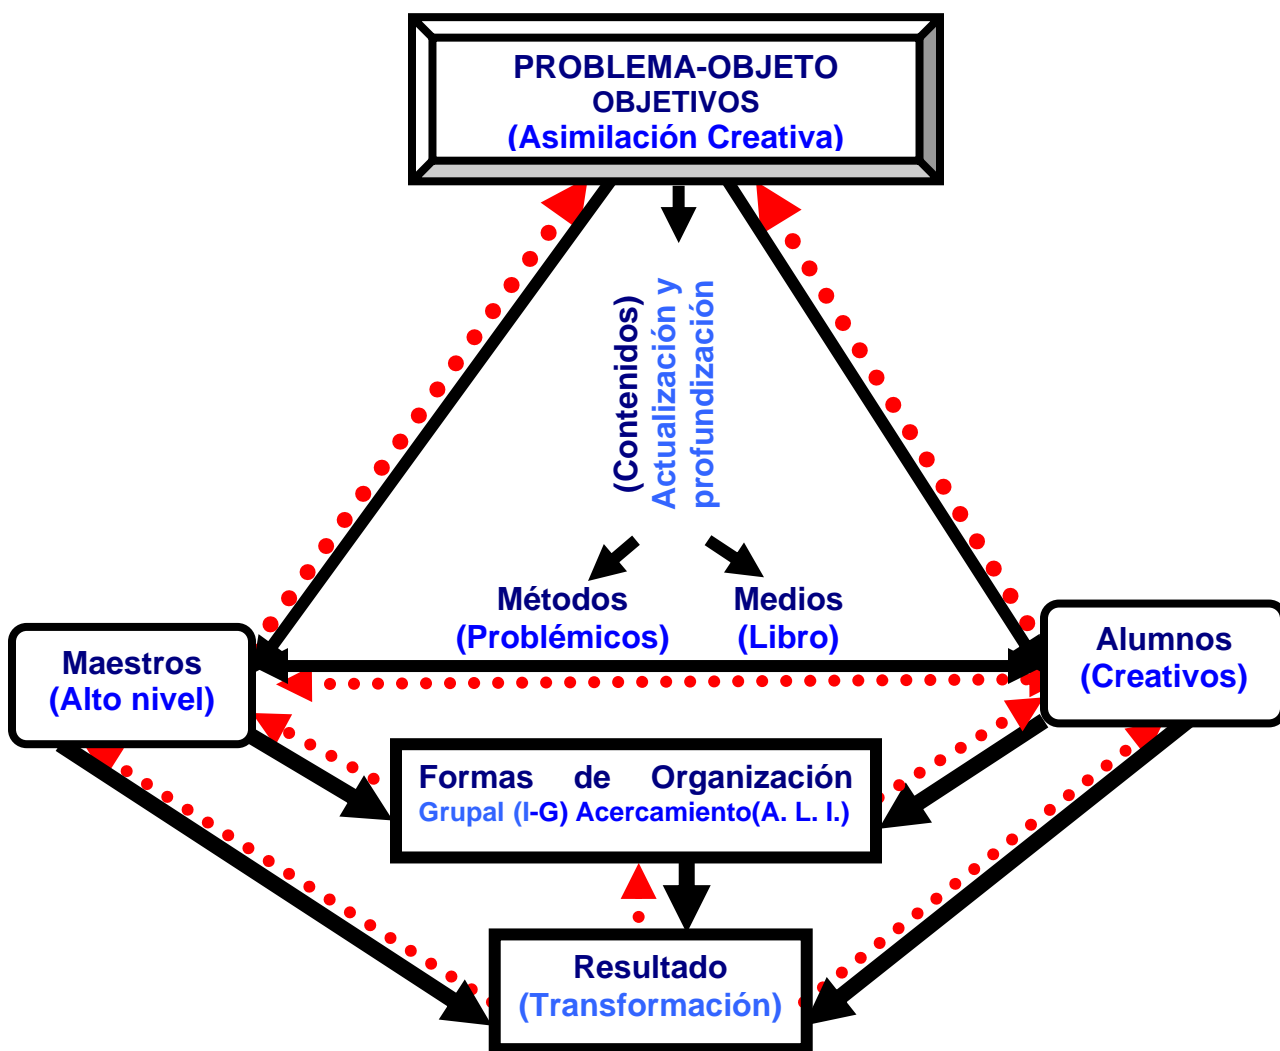 PROBLEMA-OBJETO
OBJETIVOS
(Asimilación Creativa)
(Contenidos)
Actualización y
profundización
Métodos
(Problémicos)
Medios
(Libro)
Maestros
(Alto nivel)
Alumnos
(Creativos)
Formas de Organización
Grupal (I-G) Acercamiento(A. L. I.)
Resultado
(Transformación)